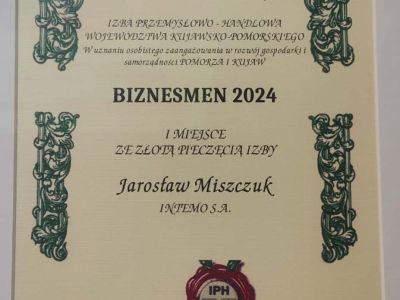 IZBA PRZEMYSŁOWO - HANDLOWA
WOJEWÓDZTWA KUJAWSKO-POMORSKIEGO
W uznaniu osobistego zaangażowania w rozwój gospodarki i
samorządności POMORZA I KUJAW
BIZNESMEN 2024
I MIEJSCE
ZE ZŁOTĄ PIECZĘCIĄ IZBY
Jarosław Miszczuk
INTEMO S.A.
IPH